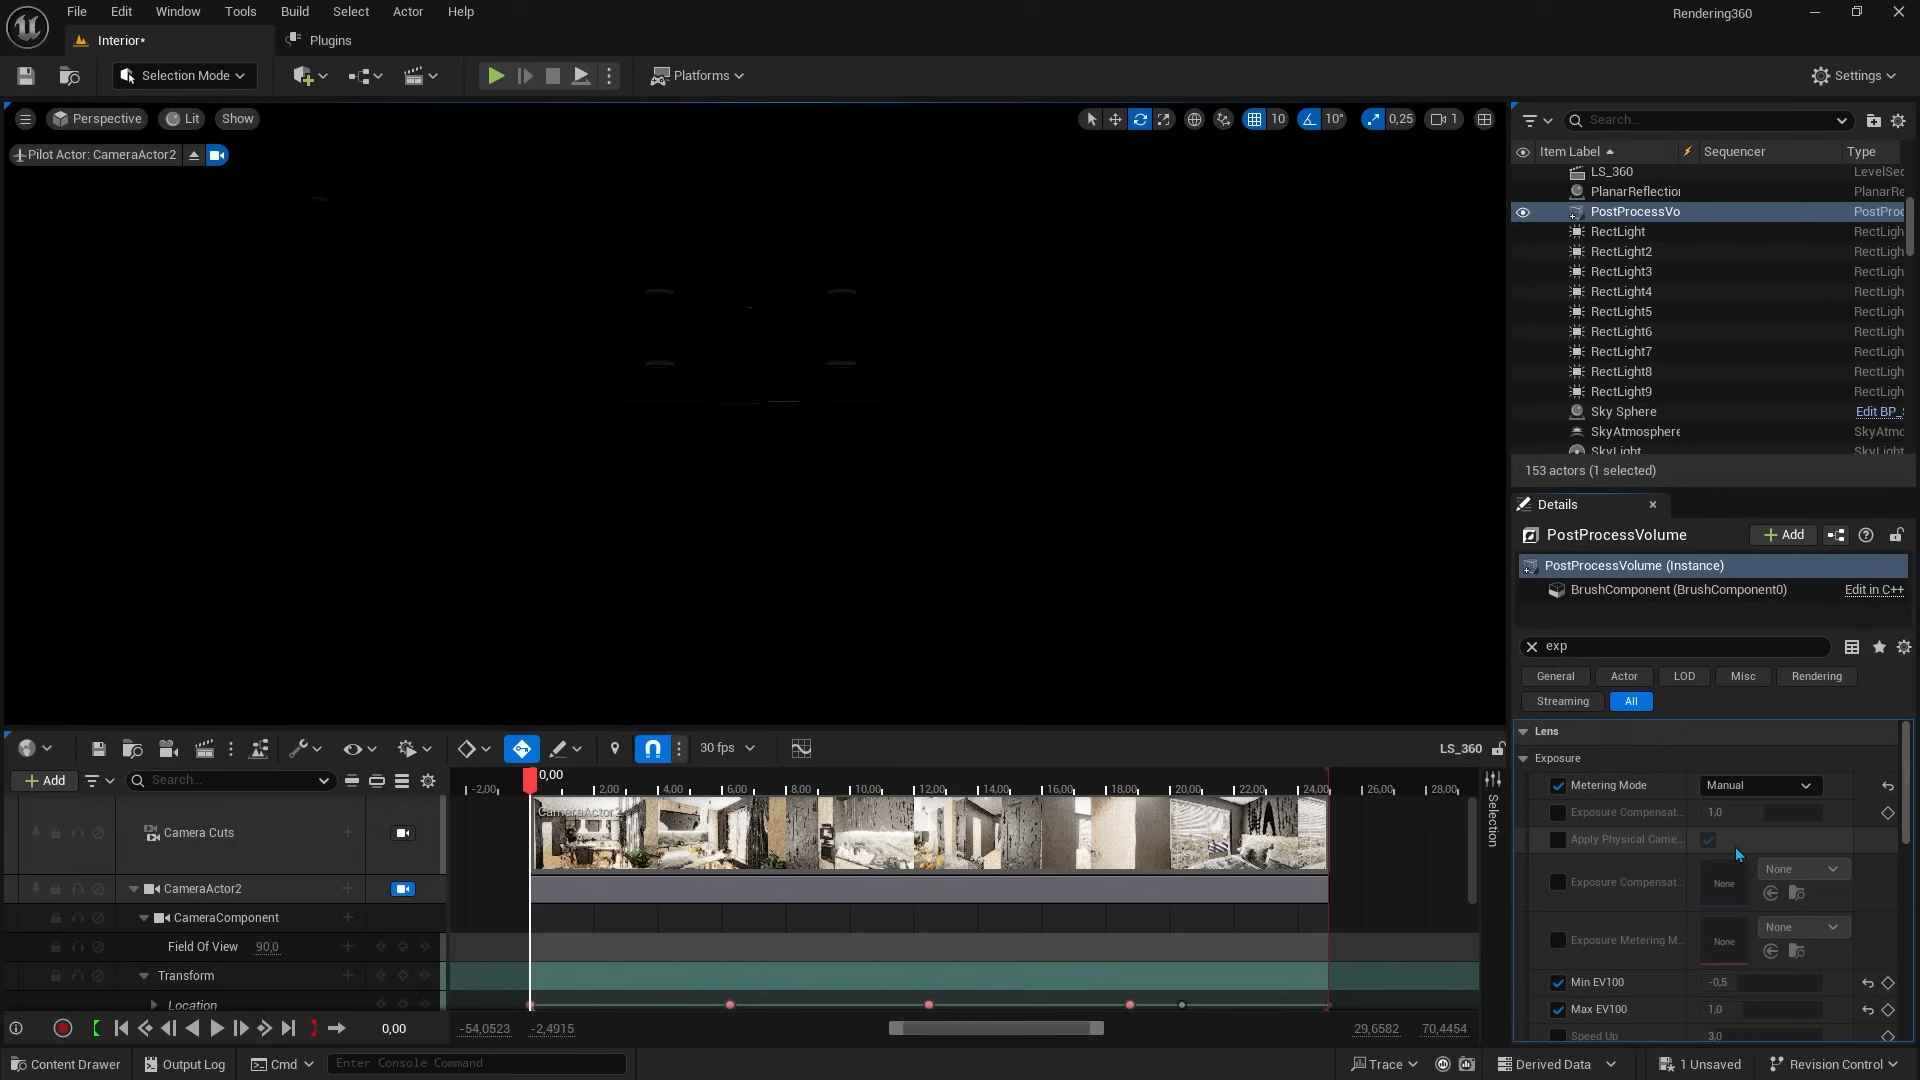 File Edit Window Tools Build Select Actor Help
Rendering360
Interior*
Plugins
Selection Mode
Platforms
Settings
Perspective
Lit
Show
10
10°
0,25
1
Pilot Actor: CameraActor2
Search...
Item Label
Sequencer
Type
LS_360 LevelSec
PlanarReflection PlanarRe
PostProcessVo PostProc
RectLight RectLigh
RectLight2 RectLigh
RectLight3 RectLigh
RectLight4 RectLigh
RectLight5 RectLigh
RectLight6 RectLigh
RectLight7 RectLigh
RectLight8 RectLigh
RectLight9 RectLigh
Sky Sphere Edit BP_
SkyAtmosphere SkyAtmo
SkyLight SkyLight
153 actors (1 selected)
Details
PostProcessVolume
Add
PostProcessVolume (Instance)
BrushComponent (BrushComponent0) Edit in C++
exp
General Actor LOD Misc Rendering
Streaming All
Lens
Exposure
Metering Mode Manual
Exposure Compensat... 1,0
Apply Physical Came...
Exposure Compensat... None None
Exposure Metering M... None None
Min EV100 -0,5
Max EV100 1,0
Speed Up 3,0
30 fps
LS_360
Add
Search...
0,00
-2,00 2,00 4,00 6,00 8,00 10,00 12,00 14,00 16,00 18,00 20,00 22,00 24,00 26,00 28,00
CameraActor2
Selection
Camera Cuts
CameraActor2
CameraComponent
Field Of View 90,0
Transform
Location
0,00
-54,0523 -2,4915 29,6582 70,4454
Content Drawer
Output Log
Cmd
Enter Console Command
Trace
Derived Data
1 Unsaved
Revision Control